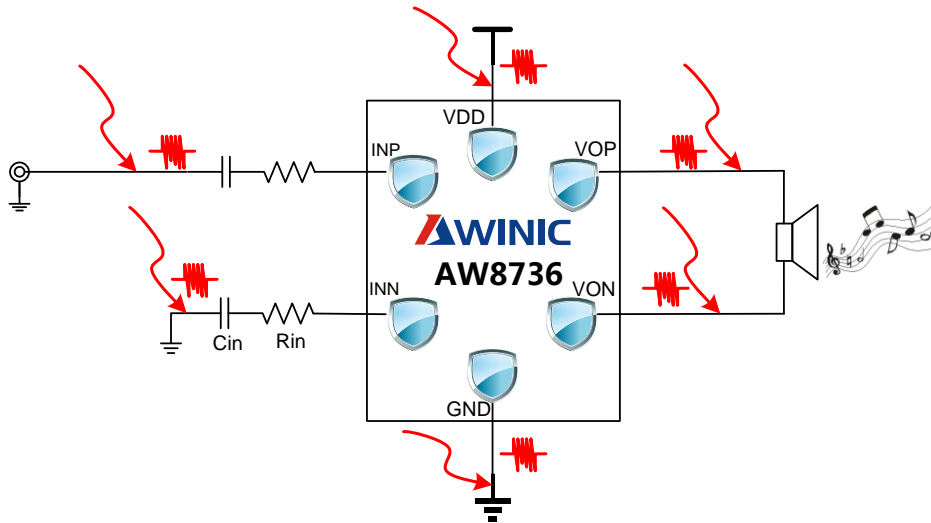 VDD
INP
VOP
AWINIC
AW8736
INN
VON
Cin
Rin
GND